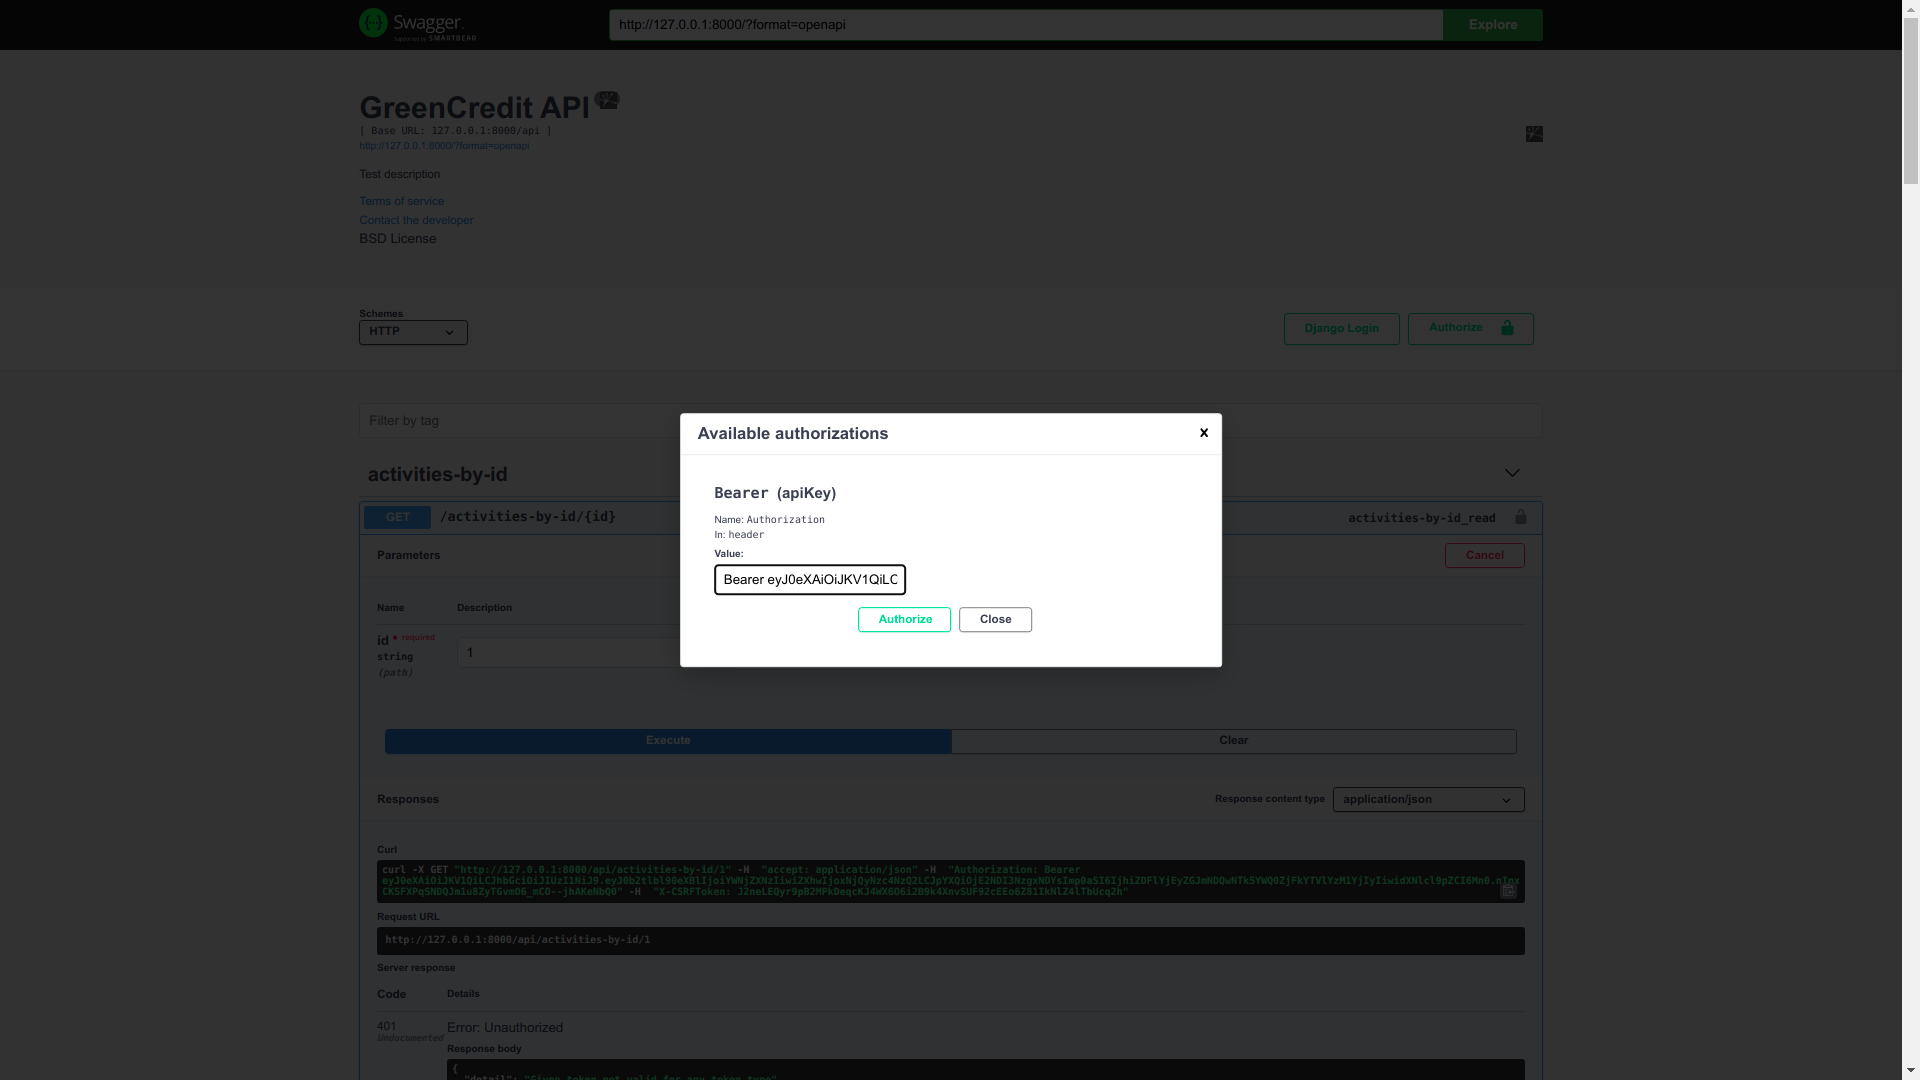 Swagger.
Supported by SMARTBEAR
http://127.0.0.1:8000/?format=openapi
Explore
GreenCredit API
[ Base URL: 127.0.0.1:8000/api ]
http://127.0.0.1:8000/?format=openapi
Test description
Terms of service
Contact the developer
BSD License
Schemes
HTTP
Django Login
Authorize
Filter by tag
Available authorizations
x
activities-by-id
Bearer (apiKey)
GET
/activities-by-id/{id}
activities-by-id_read
Name: Authorization
In: header
Value:
Parameters
Cancel
Bearer eyJ0eXAiOiJKV1QiLC
Name
Description
Authorize
Close
id * required
string
(path)
1
Execute
Clear
Responses
Response content type
application/json
Curl
curl -X GET "http://127.0.0.1:8000/api/activities-by-id/1" -H "accept: application/json" -H "Authorization: Bearer
-H "X-CSRFToken:
Request URL
http://127.0.0.1:8000/api/activities-by-id/1
Server response
Code
Details
401
Undocumented
Error: Unauthorized
Response body
{
"detail": "Given token not valid for any token type"